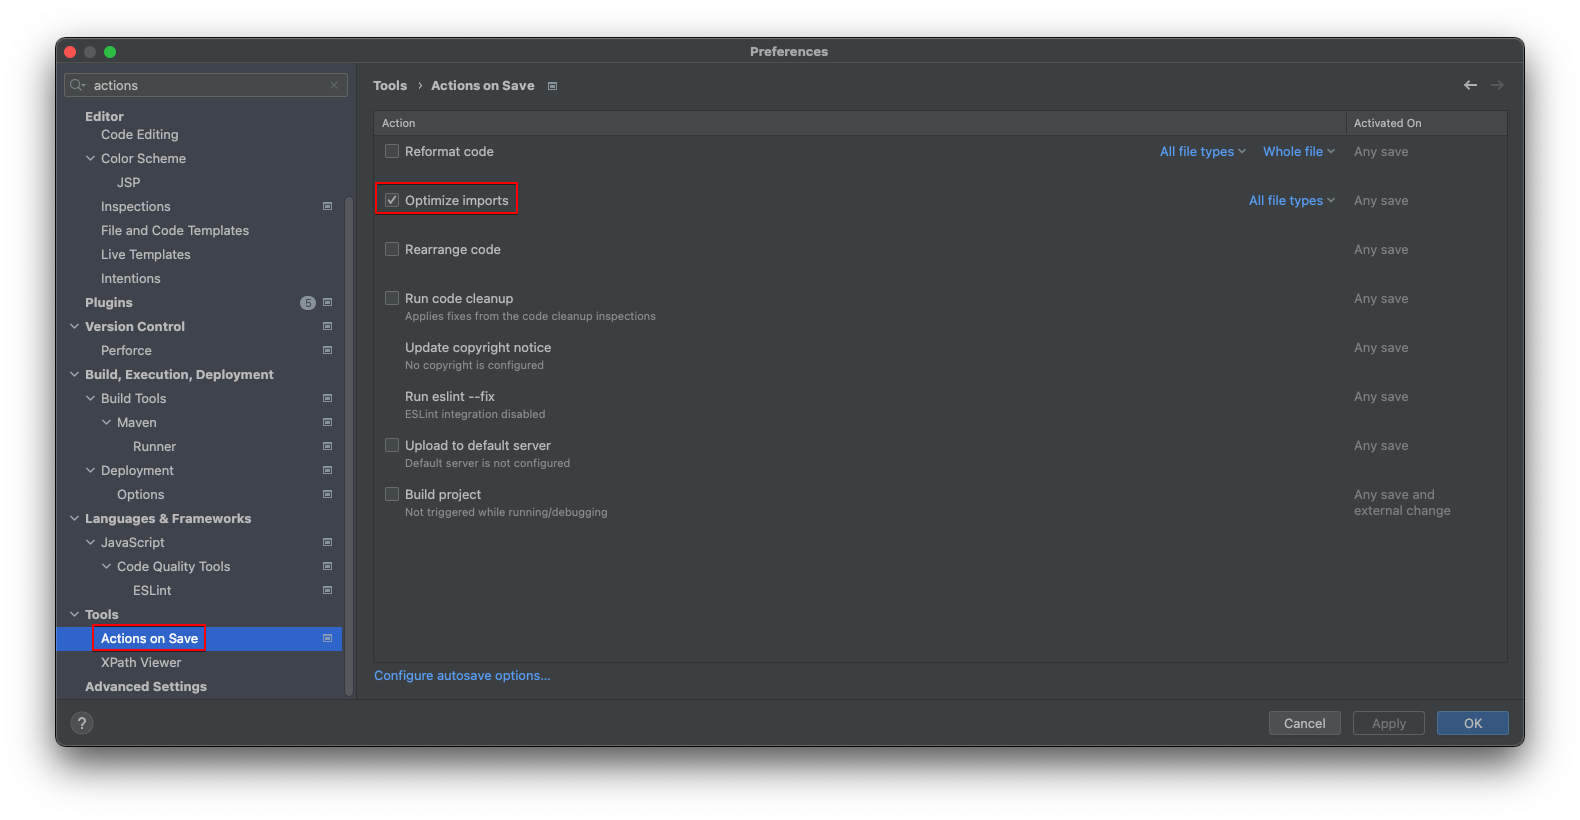 Preferences
actions
Editor
Code Editing
Color Scheme
JSP
Inspections
File and Code Templates
Live Templates
Intentions
Plugins 5
Version Control
Perforce
Build, Execution, Deployment
Build Tools
Maven
Runner
Deployment
Options
Languages & Frameworks
JavaScript
Code Quality Tools
ESLint
Tools
Actions on Save
XPath Viewer
Advanced Settings
Tools › Actions on Save
Action Activated On
Reformat code All file types Whole file Any save
Optimize imports All file types Any save
Rearrange code Any save
Run code cleanup Any save
Applies fixes from the code cleanup inspections
Update copyright notice Any save
No copyright is configured
Run eslint --fix Any save
ESLint integration disabled
Upload to default server Any save
Default server is not configured
Build project Any save and
Not triggered while running/debugging external change
Configure autosave options...
? Cancel Apply OK